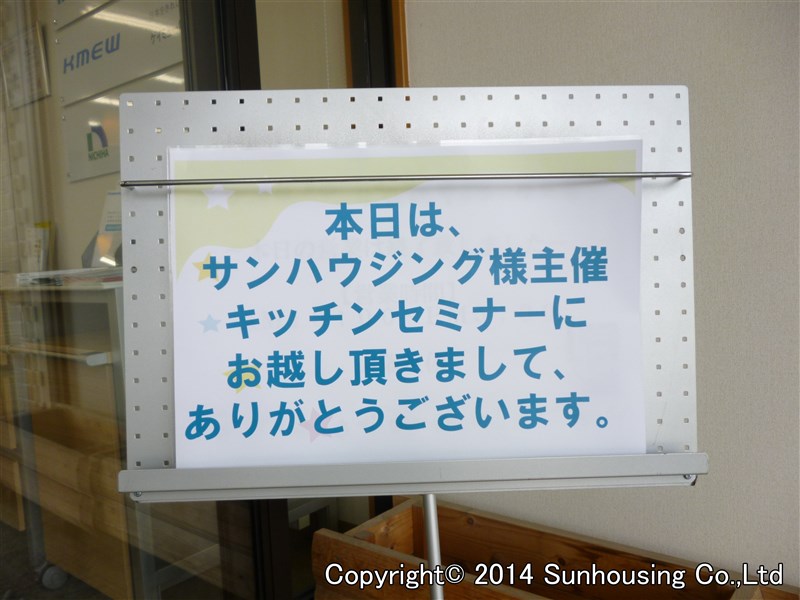 KMEW
本日は、
サンハウジング様主催
キッチンセミナーに
お越し頂きまして、
ありがとうございます。
Copyright© 2014 Sunhousing Co.,Ltd